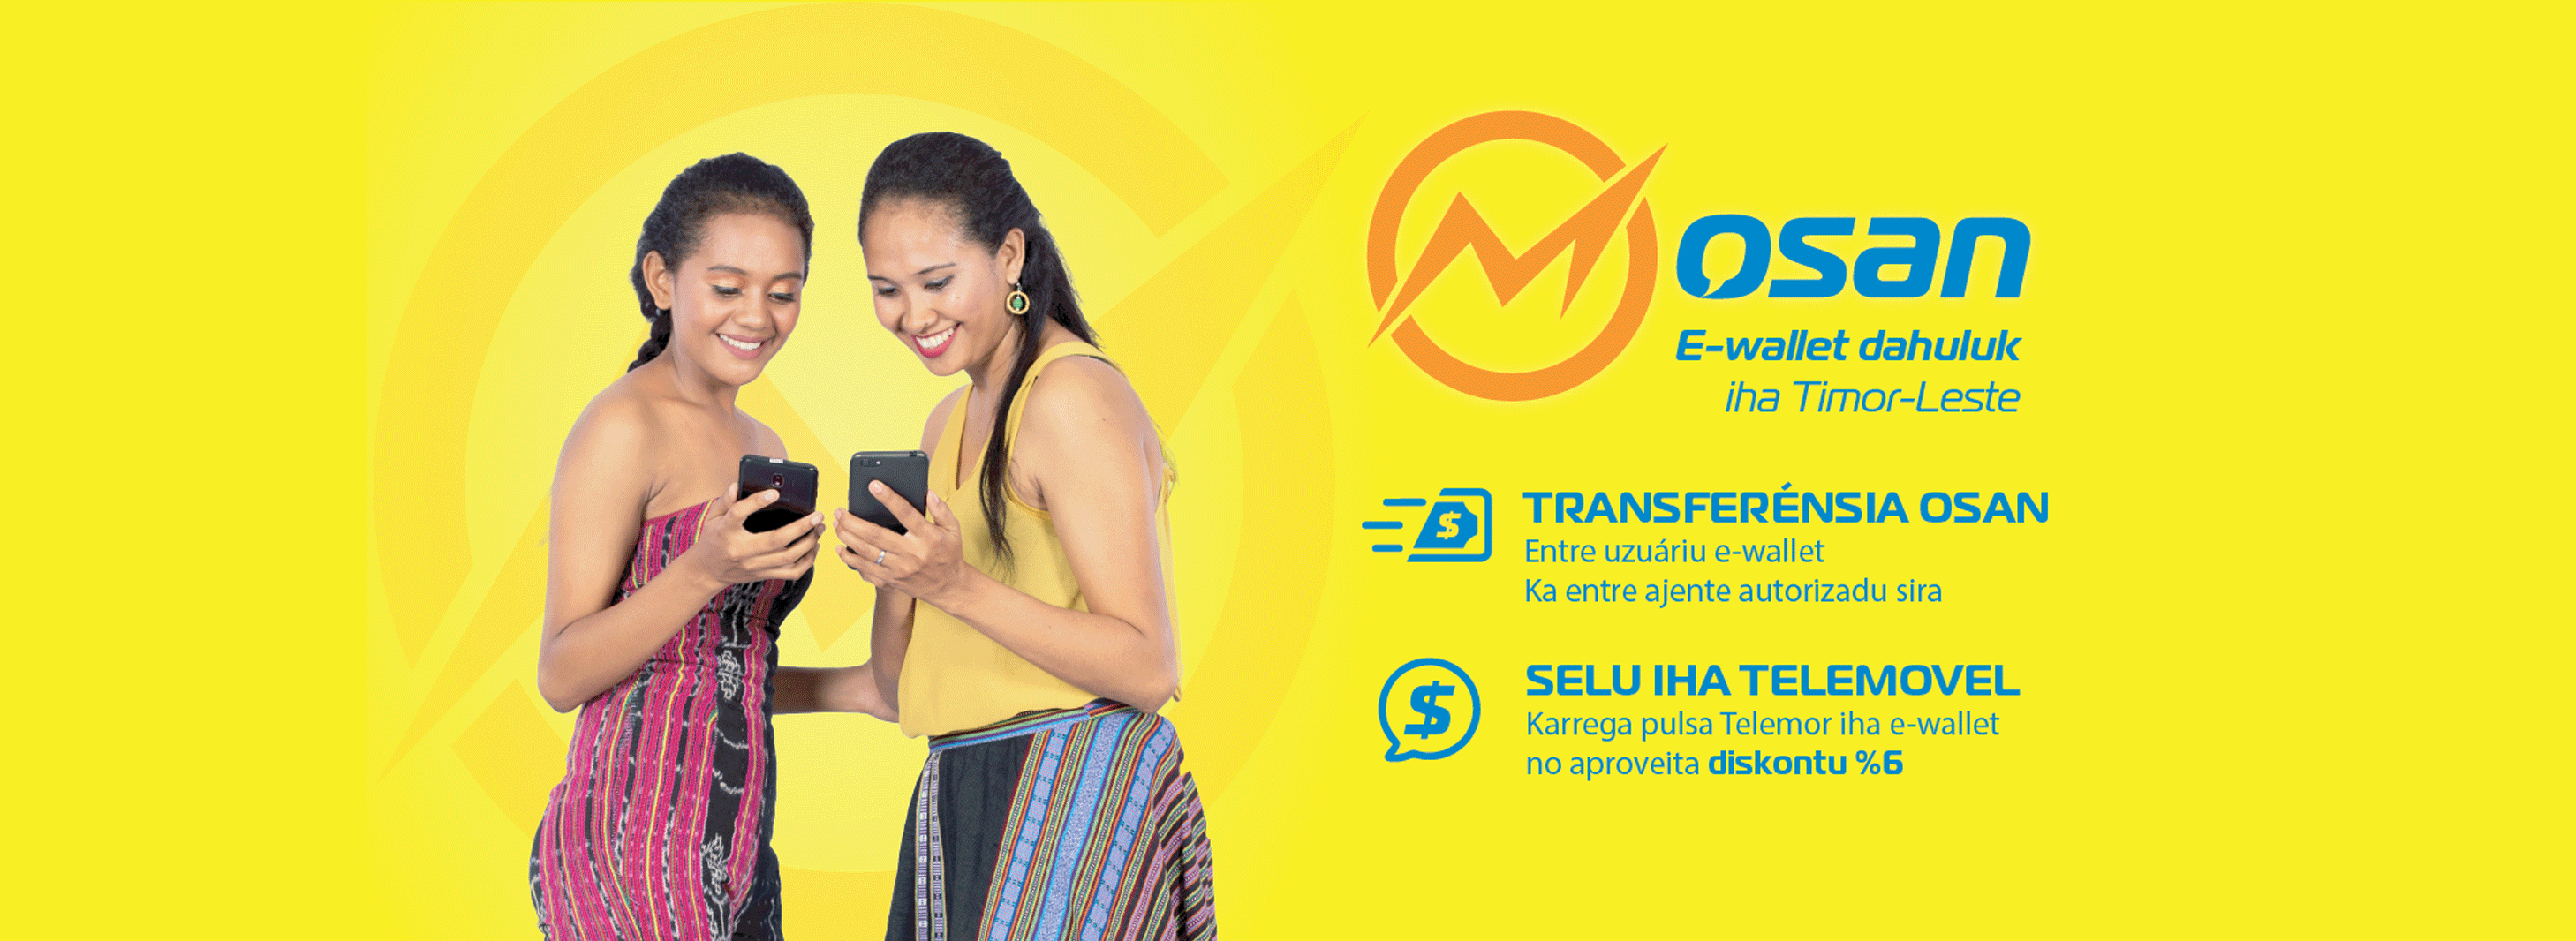 osan
E-wallet dahuluk
iha Timor-Leste
TRANSFERÉNSIA OSAN
Entre uzuáriu e-wallet
Ka entre ajente autorizadu sira
SELU IHA TELEMOVEL
Karrega pulsa Telemor iha e-wallet
no aproveita diskontu %6